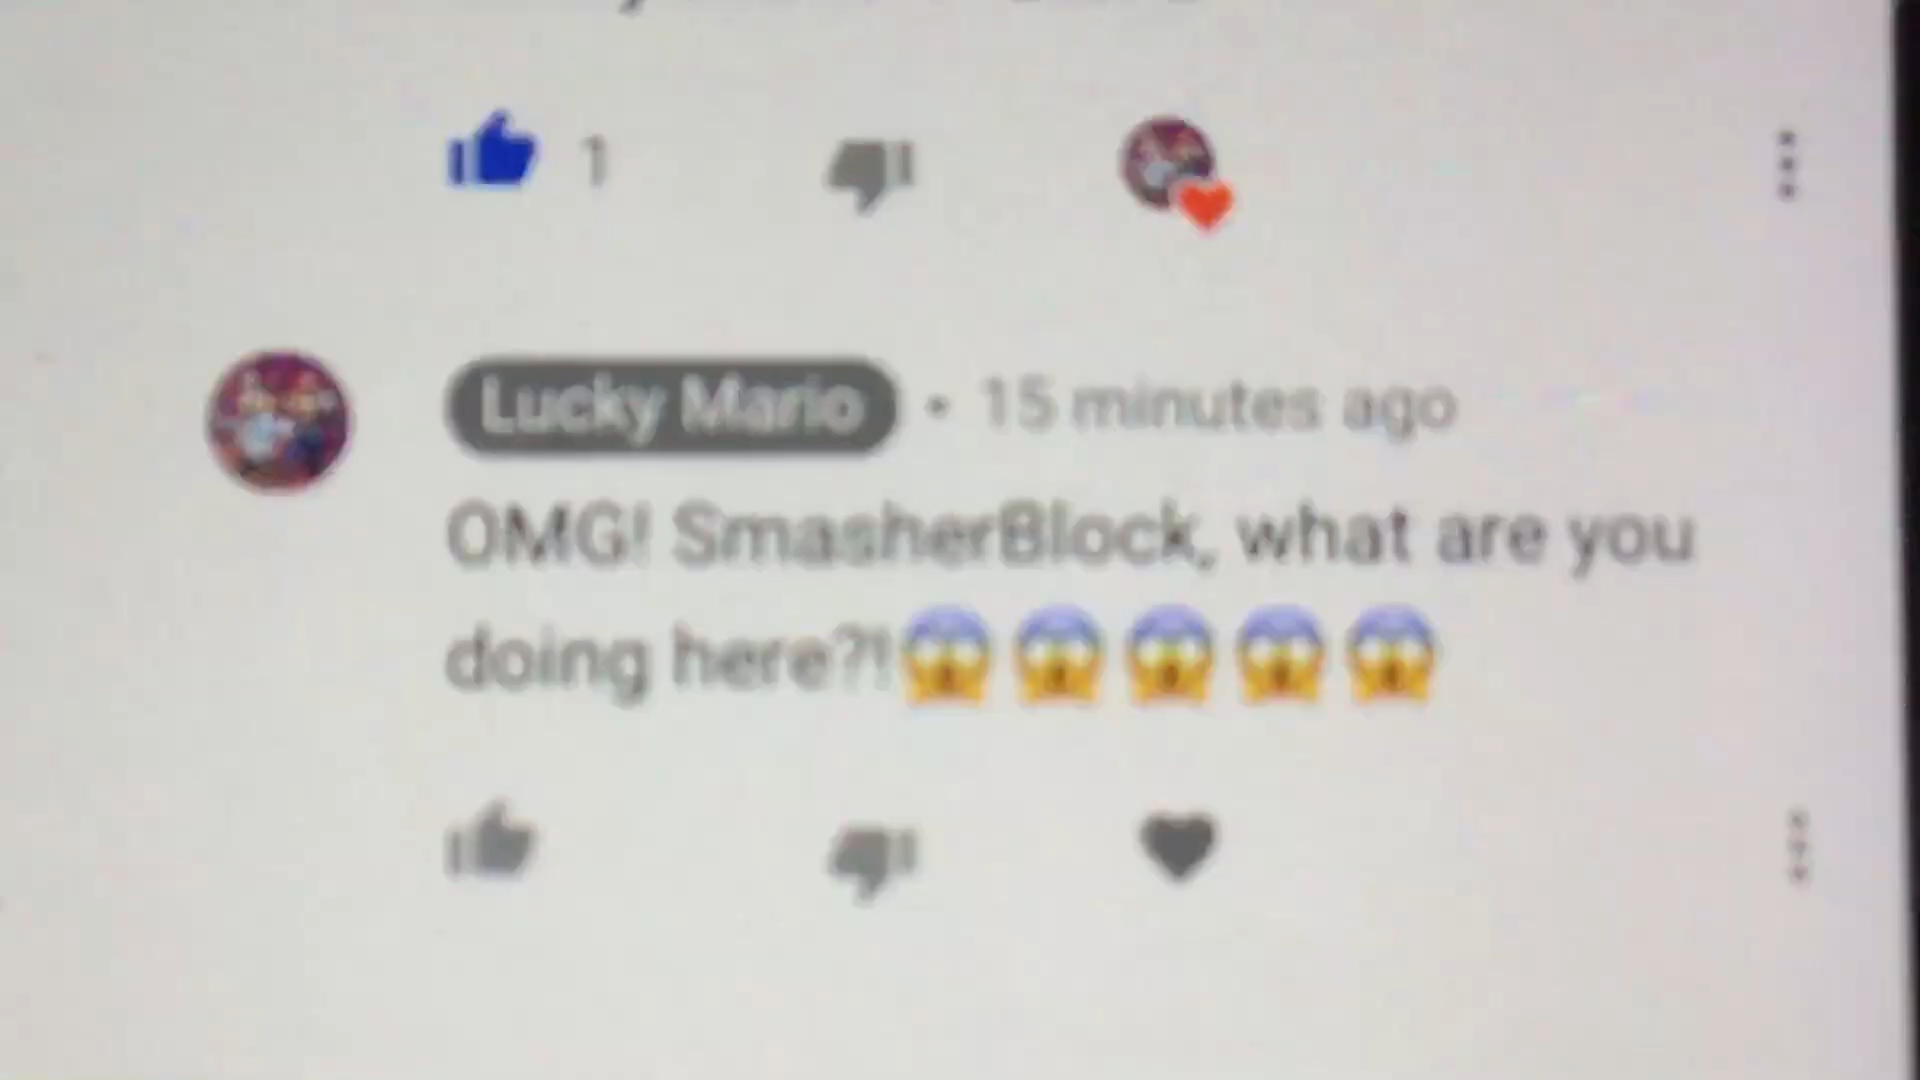 1
Lucky Mario • 15 minutes ago
OMG! SmasherBlock, what are you
doing here?!😱😱😱😱😱